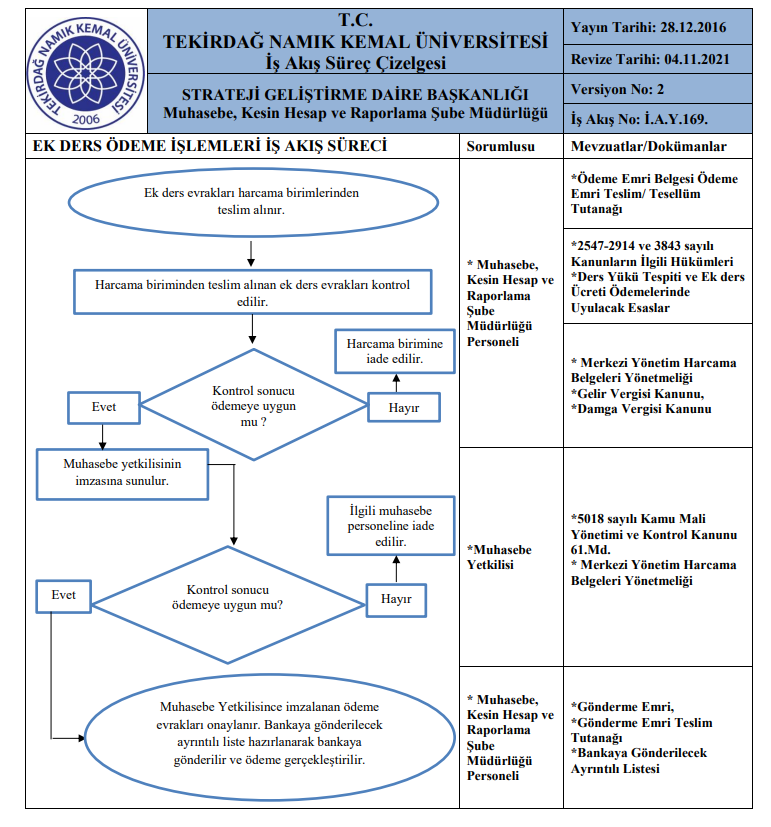 TEKİRDAĞ NAMIK KEMAL ÜNİVERSİTESİ
2006
T.C.
TEKİRDAĞ NAMIK KEMAL ÜNİVERSİTESİ
İş Akış Süreç Çizelgesi
STRATEJİ GELİŞTİRME DAİRE BAŞKANLIĞI
Muhasebe, Kesin Hesap ve Raporlama Şube Müdürlüğü
Yayın Tarihi: 28.12.2016
Revize Tarihi: 04.11.2021
Versiyon No: 2
İş Akış No: İ.A.Y.169.
EK DERS ÖDEME İŞLEMLERİ İŞ AKIŞ SÜRECİ
Sorumlusu
Mevzuatlar/Dokümanlar
Ek ders evrakları harcama birimlerinden
teslim alınır.
Harcama biriminden teslim alınan ek ders evrakları kontrol
edilir.
Harcama birimine
iade edilir.
Kontrol sonucu
ödemeye uygun
mu ?
Evet
Hayır
Muhasebe yetkilisinin
imzasına sunulur.
* Muhasebe,
Kesin Hesap ve
Raporlama
Şube
Müdürlüğü
Personeli
*Ödeme Emri Belgesi Ödeme
Emri Teslim/ Tesellüm
Tutanağı
*2547-2914 ve 3843 sayılı
Kanunların İlgili Hükümleri
*Ders Yükü Tespiti ve Ek ders
Ücreti Ödemelerinde
Uyulacak Esaslar
* Merkezi Yönetim Harcama
Belgeleri Yönetmeliği
*Gelir Vergisi Kanunu,
*Damga Vergisi Kanunu
İlgili muhasebe
personeline iade
edilir.
Kontrol sonucu
ödemeye uygun mu?
Evet
Hayır
*Muhasebe
Yetkilisi
*5018 sayılı Kamu Mali
Yönetimi ve Kontrol Kanunu
61.Md.
* Merkezi Yönetim Harcama
Belgeleri Yönetmeliği
Muhasebe Yetkilisince imzalanan ödeme
evrakları onaylanır. Bankaya gönderilecek
ayrıntılı liste hazırlanarak bankaya
gönderilir ve ödeme gerçekleştirilir.
* Muhasebe,
Kesin Hesap ve
Raporlama
Şube
Müdürlüğü
Personeli
*Gönderme Emri,
*Gönderme Emri Teslim
Tutanağı
*Bankaya Gönderilecek
Ayrıntılı Listesi